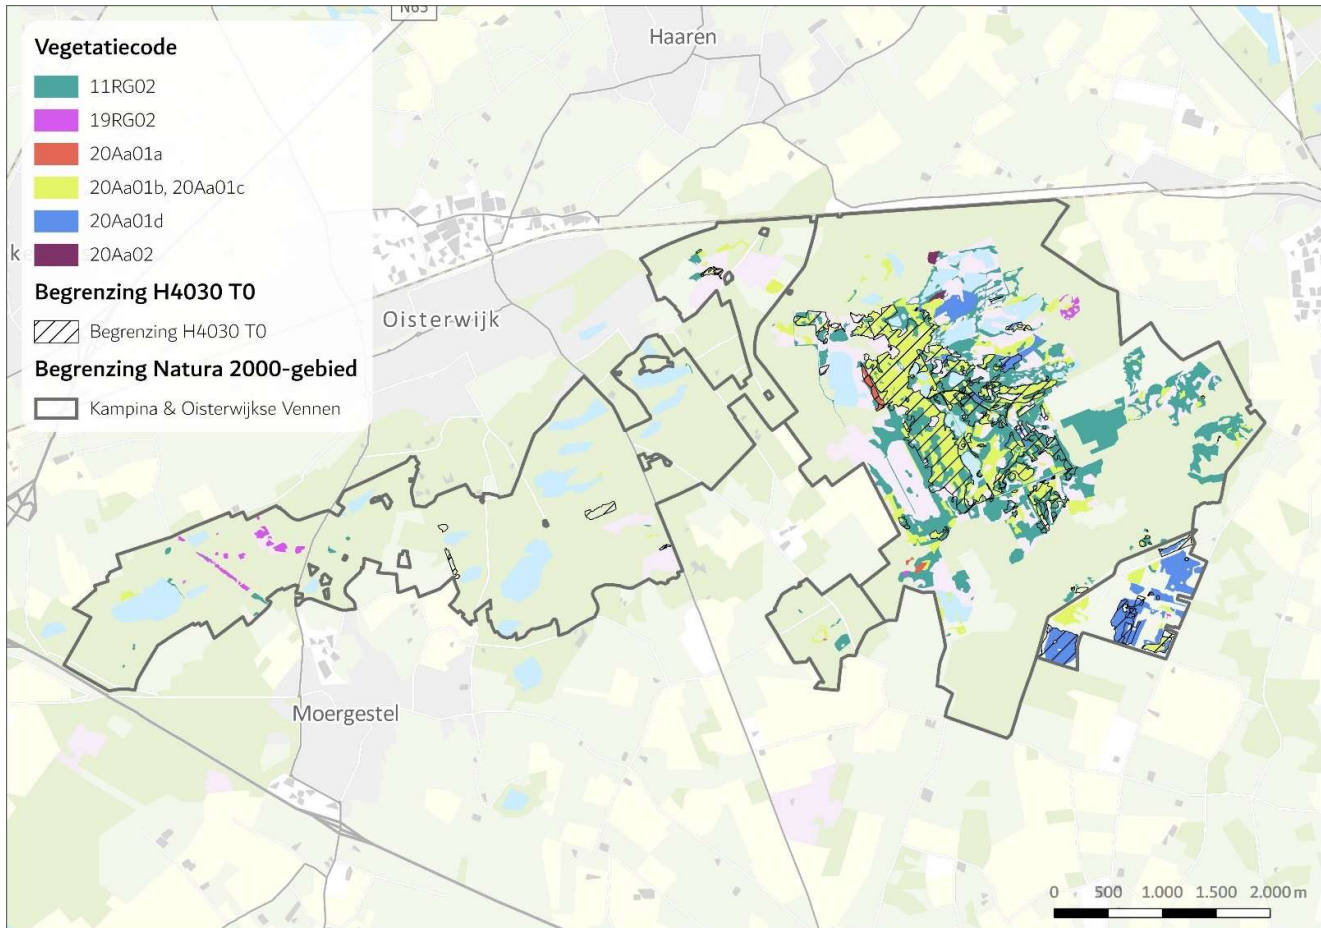 N65
Haaren
Vegetatiecode
11RG02
19RG02
20Aa01a
20Aa01b, 20Aa01c
20Aa01d
20Aa02
Begrenzing H4030 T0
Begrenzing H4030 T0
Begrenzing Natura 2000-gebied
Kampina & Oisterwijkse Vennen
Oisterwijk
Moergestel
0 500 1.000 1.500 2.000 m